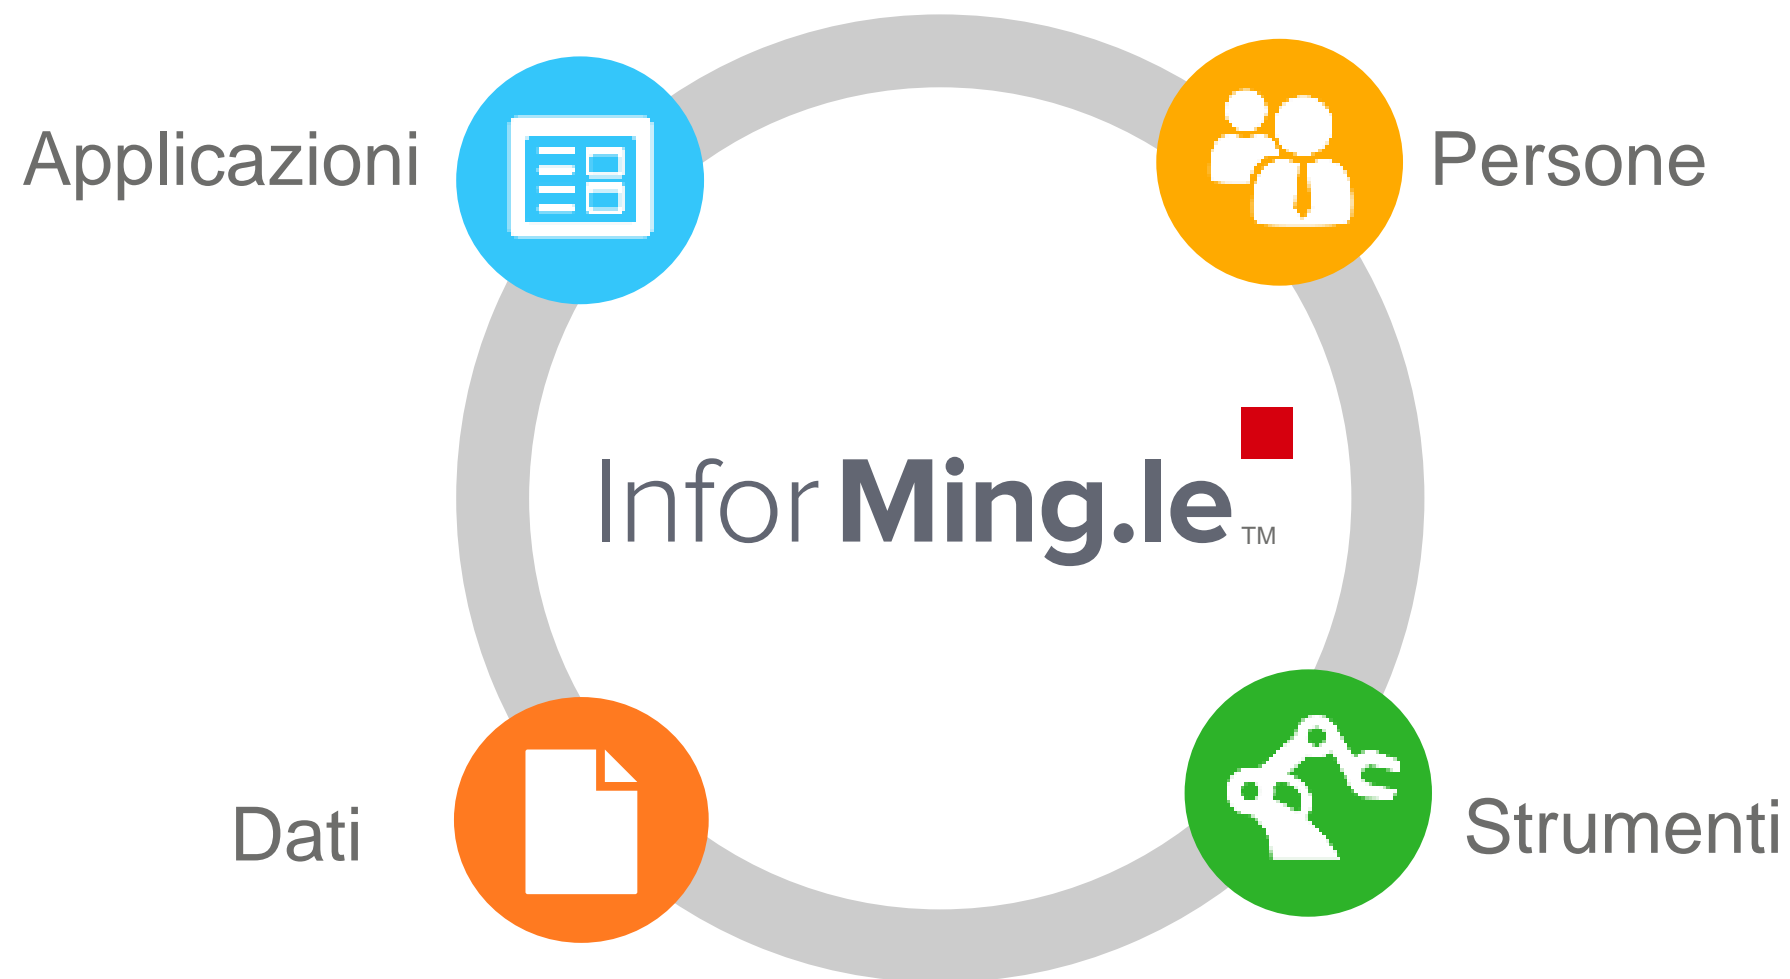 Applicazioni
Persone
Infor Ming.le™
Dati
Strumenti